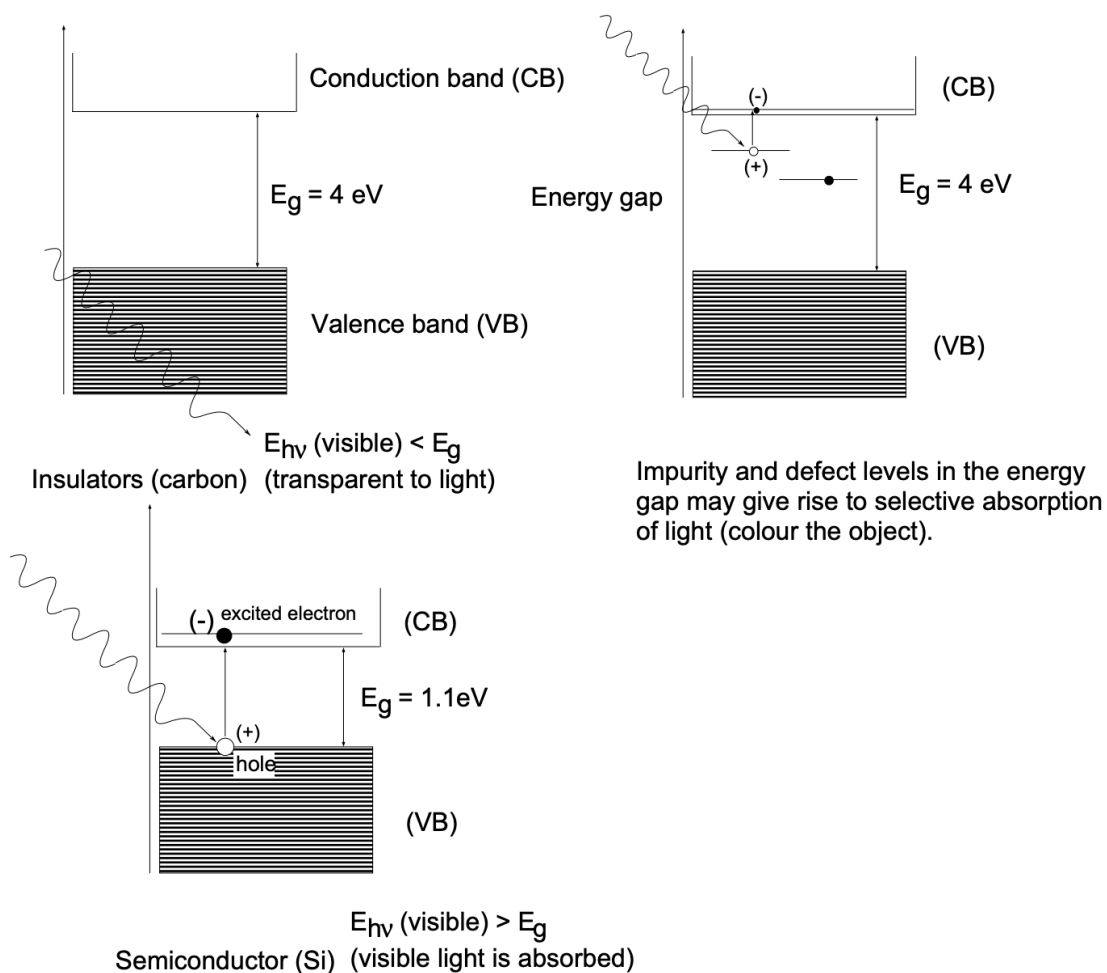 Conduction band (CB)
E_g = 4 eV
Valence band (VB)
E_hν (visible) < E_g
Insulators (carbon) (transparent to light)
(CB)
(-)
(+)
Energy gap
E_g = 4 eV
(VB)
Impurity and defect levels in the energy
gap may give rise to selective absorption
of light (colour the object).
(-) excited electron
(CB)
E_g = 1.1eV
(+)
hole
(VB)
E_hν (visible) > E_g
Semiconductor (Si) (visible light is absorbed)